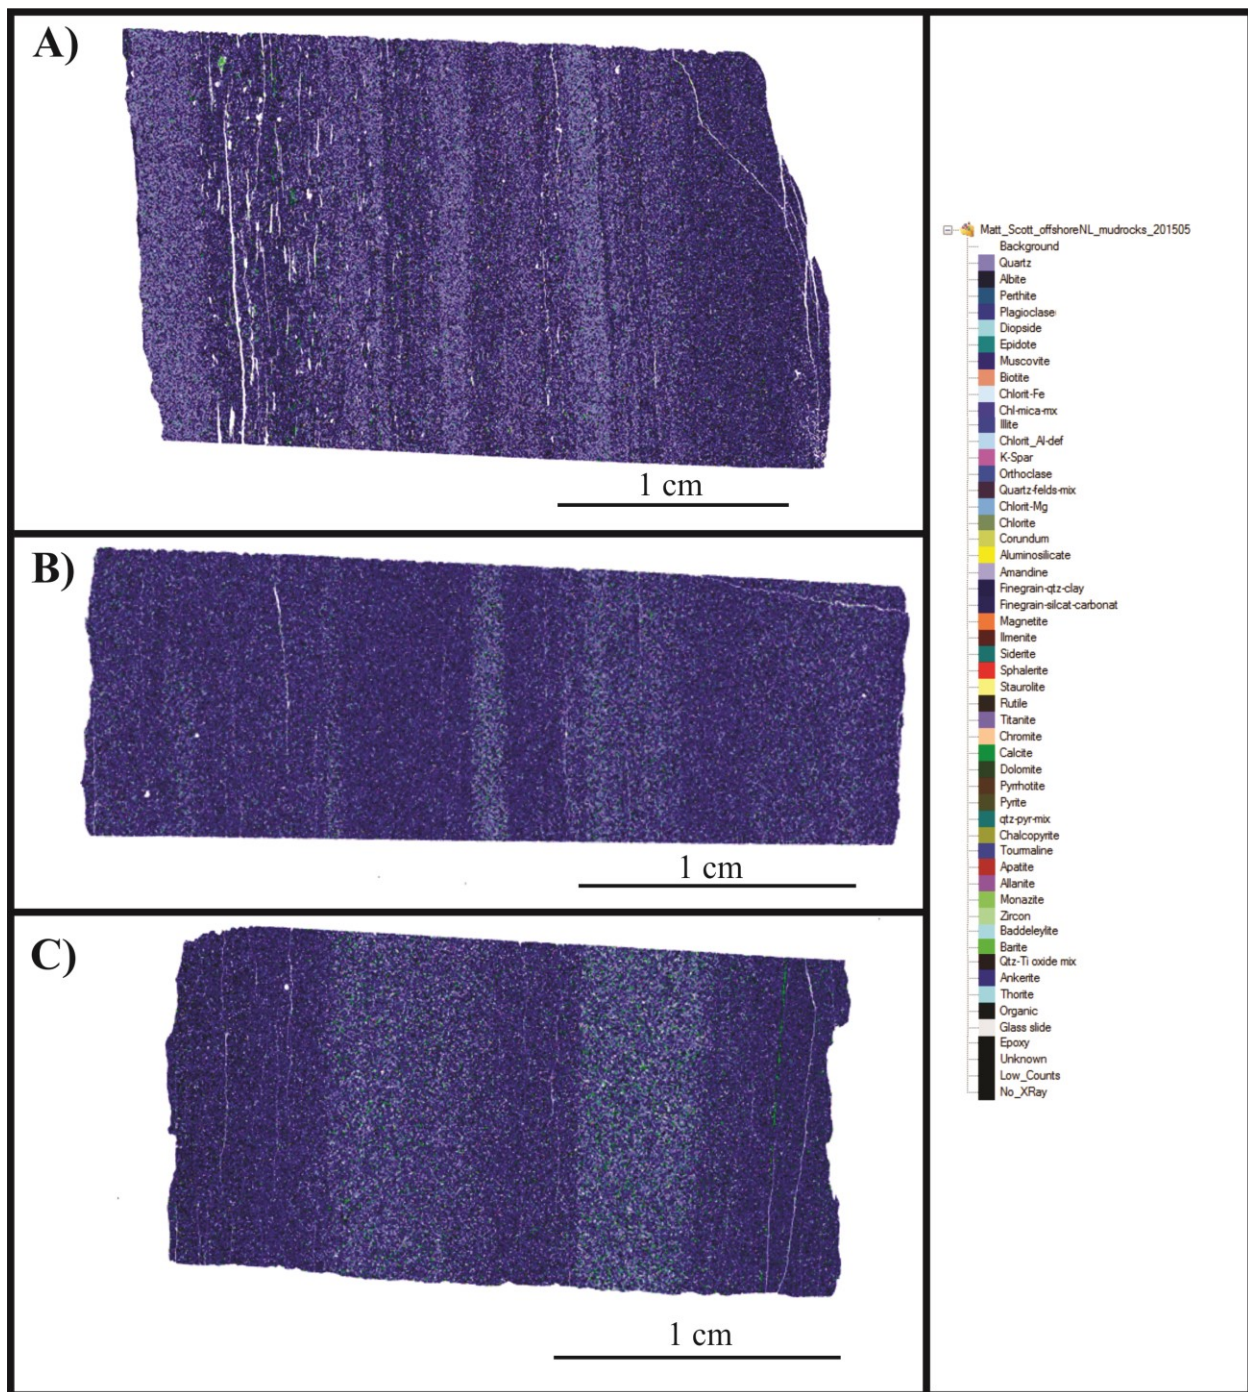 A)
1 cm
B)
1 cm
C)
1 cm
Matt_Scott_offshoreNL_mudrocks_201505
Background
Quartz
Albite
Perthite
Plagioclase
Diopside
Epidote
Muscovite
Biotite
Chlorit-Fe
Chl-mica-mx
Illite
Chlorit_Al-def
K-Spar
Orthoclase
Quartz-felds-mix
Chlorit-Mg
Chlorite
Corundum
Aluminosilicate
Amandine
Finegrain-qtz-clay
Finegrain-silcat-carbonat
Magnetite
Ilmenite
Siderite
Sphalerite
Staurolite
Rutile
Titanite
Chromite
Calcite
Dolomite
Pyrrhotite
Pyrite
qtz-pyr-mix
Chalcopyrite
Tourmaline
Apatite
Allanite
Monazite
Zircon
Baddeleylite
Barite
Qtz-Ti oxide mix
Ankerite
Thorite
Organic
Glass slide
Epoxy
Unknown
Low_Counts
No_XRay